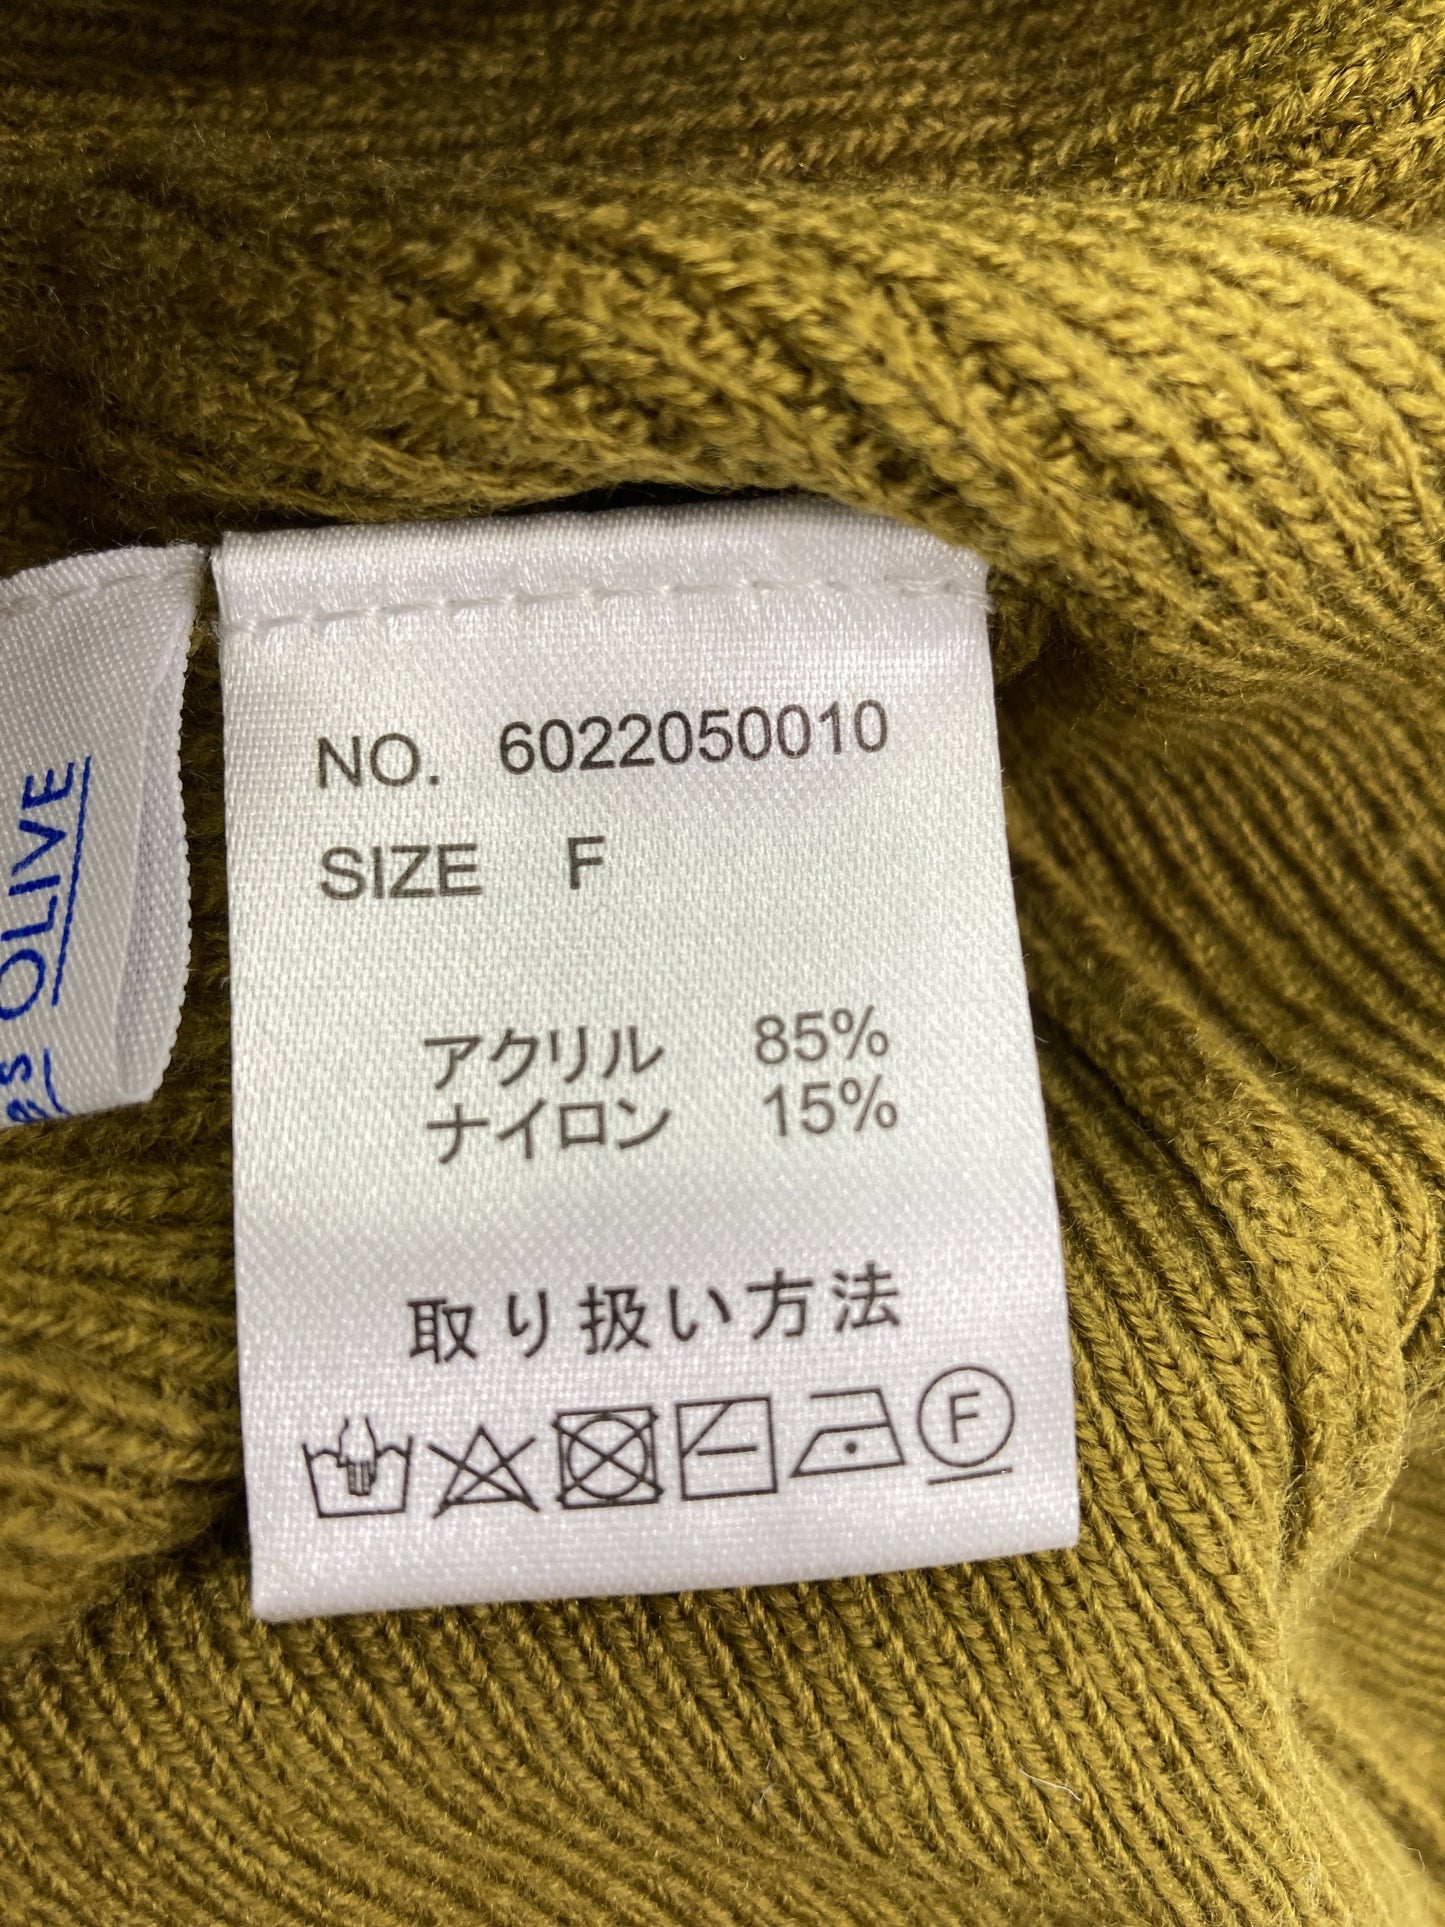 NO. 6022050010
SIZE F
アクリル 85%
ナイロン 15%
取り扱い方法
F
OLIVE
es